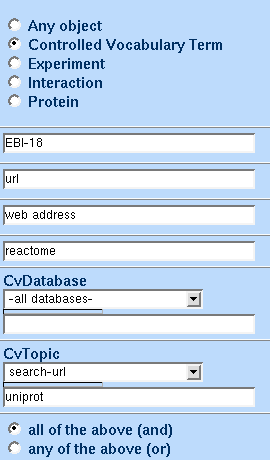 Any object
Controlled Vocabulary Term
Experiment
Interaction
Protein
EBI-18
url
web address
reactome
CvDatabase
-all databases-
CvTopic
search-url
uniprot
all of the above (and)
any of the above (or)